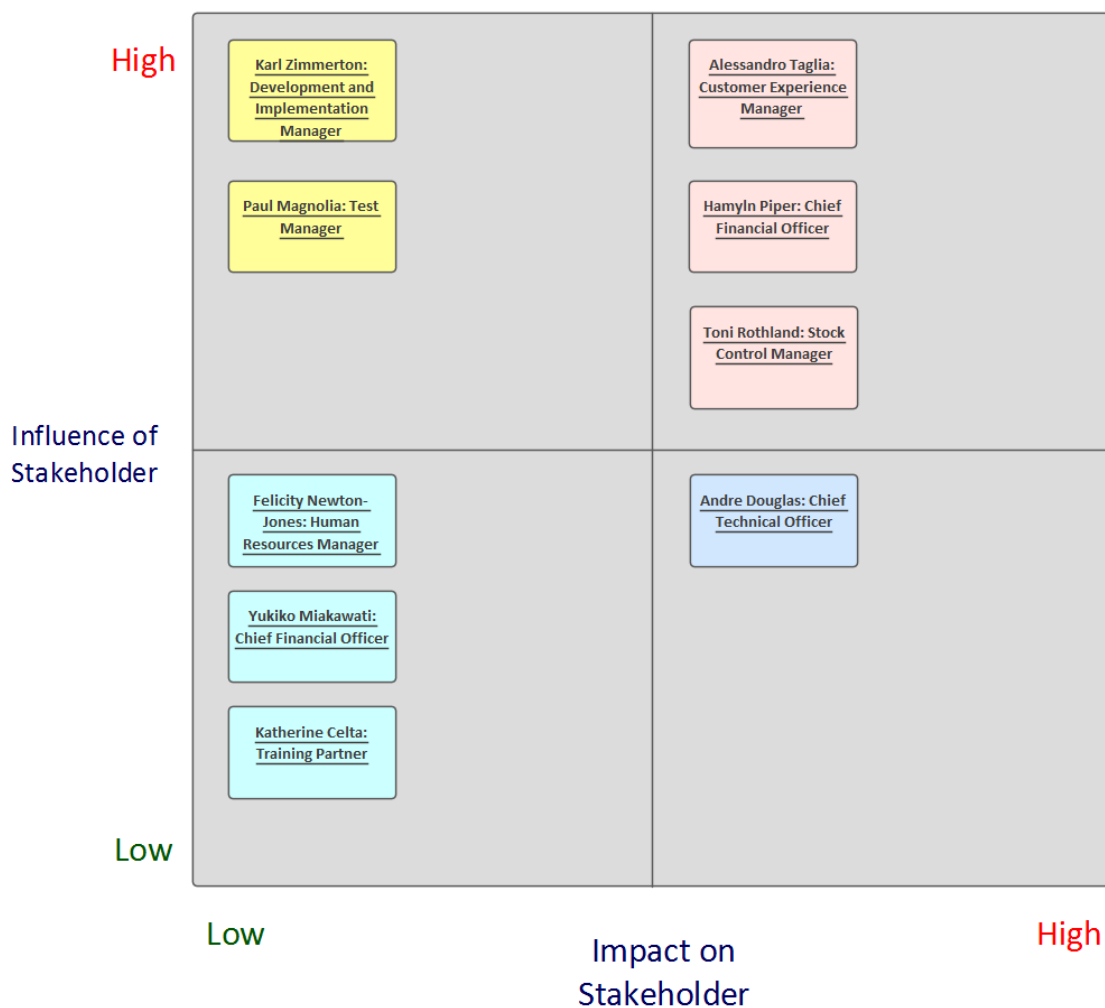 High
Karl Zimmerton:
Development and
Implementation
Manager
Alessandro Taglia:
Customer Experience
Manager
Paul Magnolia: Test
Manager
Hamyln Piper: Chief
Financial Officer
Toni Rothland: Stock
Control Manager
Influence of
Stakeholder
Felicity Newton-
Jones: Human
Resources Manager
Andre Douglas: Chief
Technical Officer
Yukiko Miakawati:
Chief Financial Officer
Katherine Celta:
Training Partner
Low
Low
Impact on
Stakeholder
High